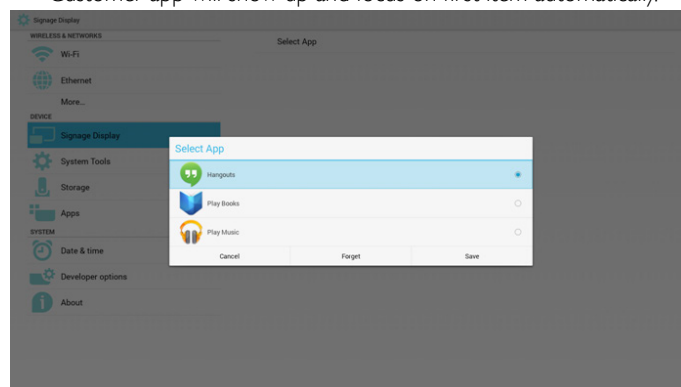 Customer app will show up and focus on first item automatically.
Signage Display
WIRELESS & NETWORKS
Select App
Wi-Fi
Ethernet
More...
DEVICE
Signage Display
Select App
System Tools
Hangouts
Storage
Play Books
Apps
Play Music
SYSTEM
Date & time
Cancel Forget Save
Developer options
About